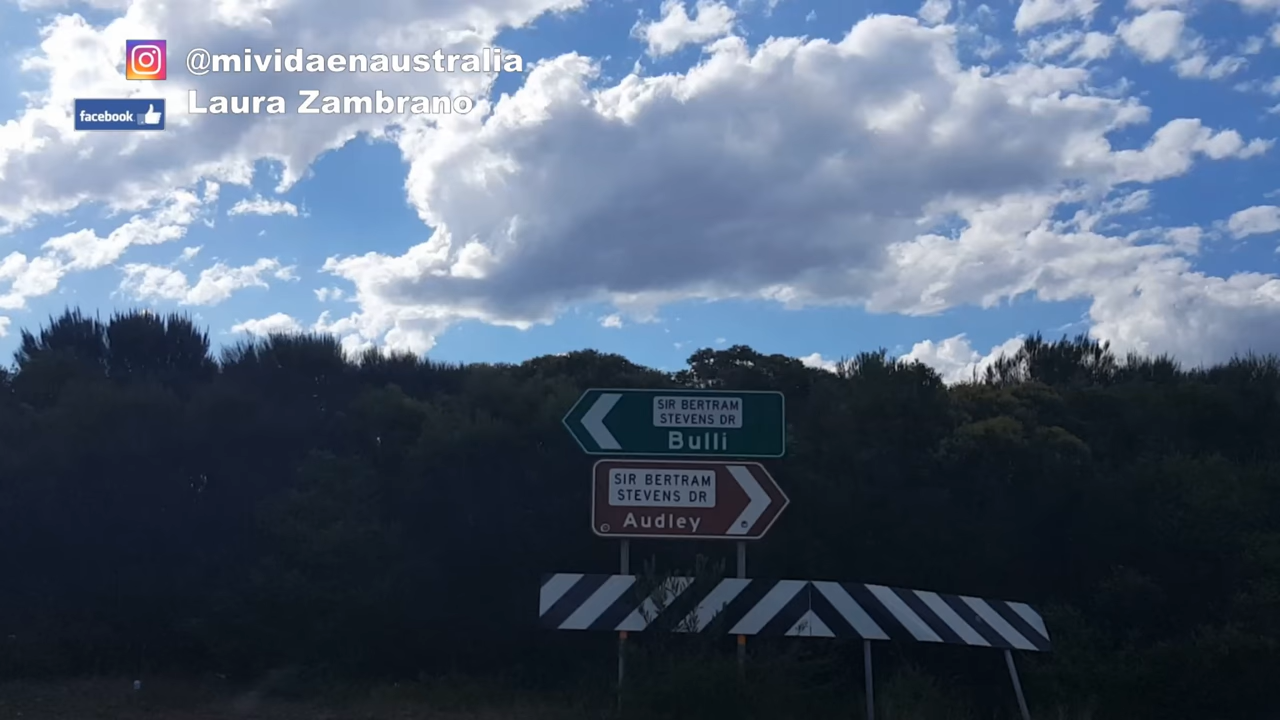 @mividaenaustralia
facebook
Laura Zambrano
SIR BERTRAM
STEVENS DR
Bulli
SIR BERTRAM
STEVENS DR
Audley